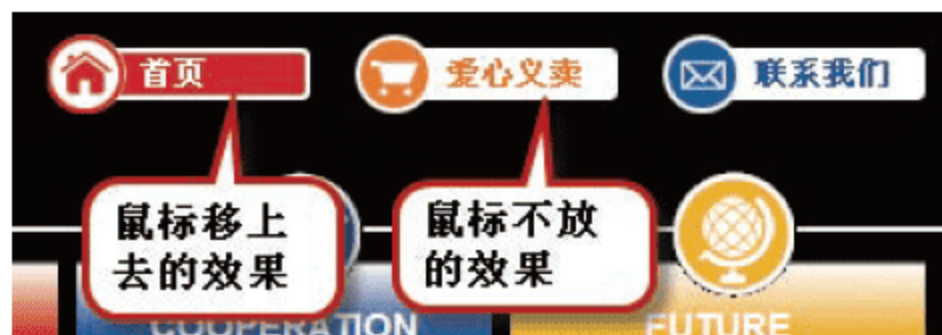 首页
爱心义卖
联系我们
鼠标移上
去的效果
鼠标不放
的效果
COOPERATION
FUTURE